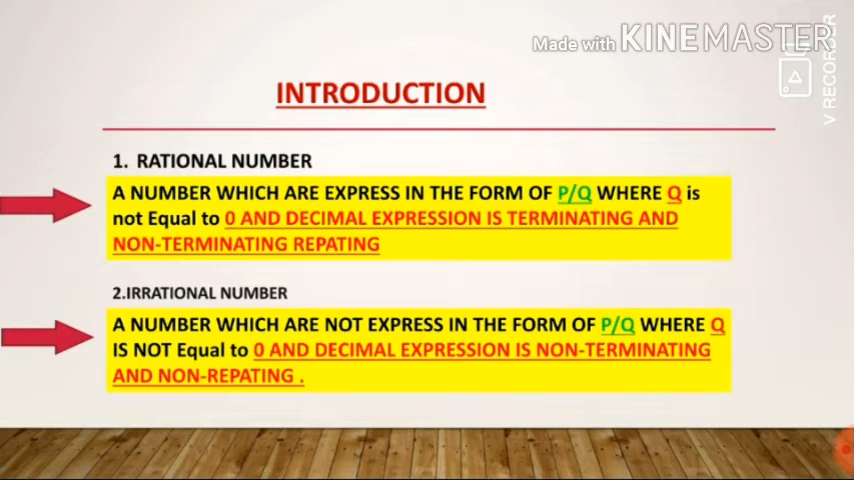 Made with KINEMASTER
V RECORDER
INTRODUCTION
1. RATIONAL NUMBER
A NUMBER WHICH ARE EXPRESS IN THE FORM OF P/Q WHERE Q is
not Equal to 0 AND DECIMAL EXPRESSION IS TERMINATING AND
NON-TERMINATING REPATING
2.IRRATIONAL NUMBER
A NUMBER WHICH ARE NOT EXPRESS IN THE FORM OF P/Q WHERE Q
IS NOT Equal to 0 AND DECIMAL EXPRESSION IS NON-TERMINATING
AND NON-REPATING .